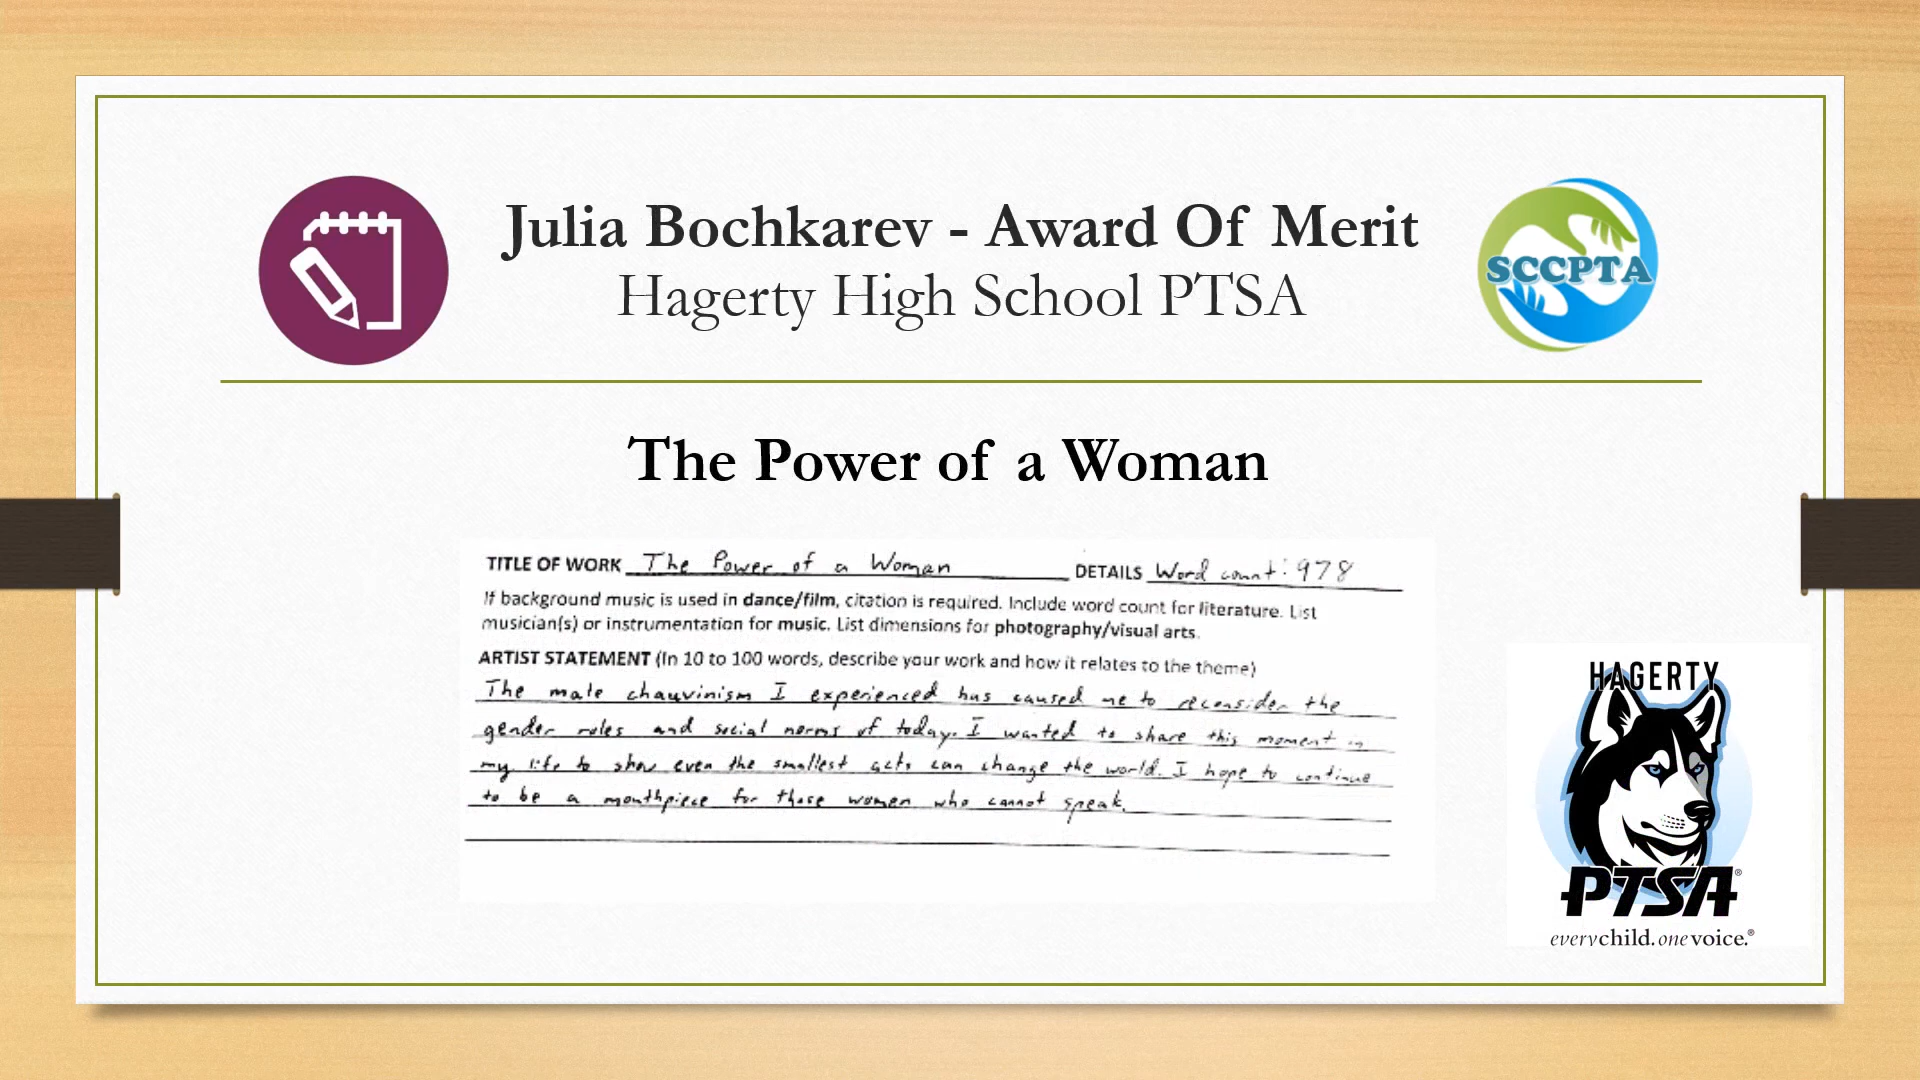 Julia Bochkarev - Award Of Merit
Hagerty High School PTSA
SCCPTA
The Power of a Woman
TITLE OF WORK The Power of a Woman DETAILS Word count: 978
If background music is used in dance/film, citation is required. Include word count for literature. List
musician(s) or instrumentation for music. List dimensions for photography/visual arts.
ARTIST STATEMENT (In 10 to 100 words, describe your work and how it relates to the theme)
The male chauvinism I experienced has caused me to reconsider the
gender roles and social norms of today. I wanted to share this moment in
my life to show even the smallest acts can change the world. I hope to continue
to be a mouthpiece for those women who cannot speak.
HAGERTY
PTSA®
everychild.onevoice.®